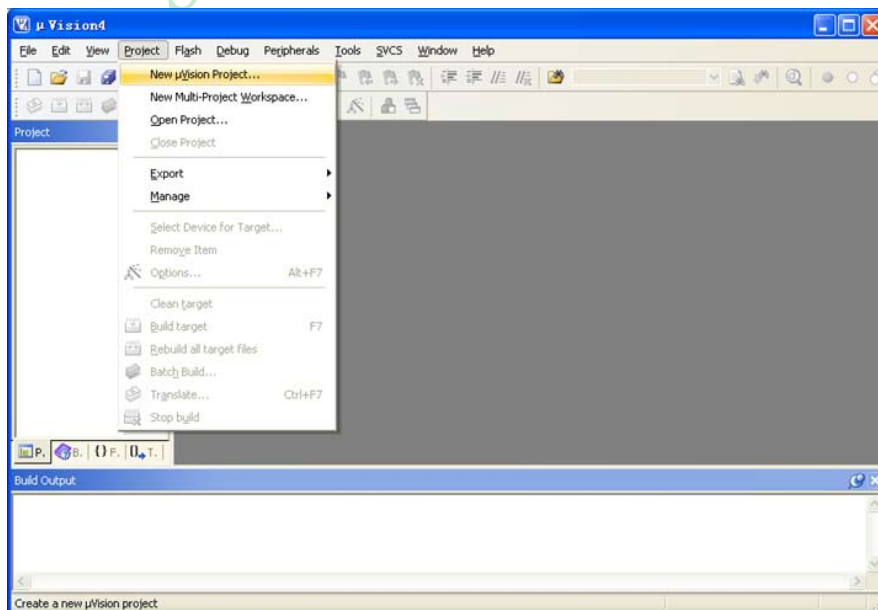 µ Vision4
File Edit View Project Flash Debug Peripherals Tools SVCS Window Help
New µVision Project...
New Multi-Project Workspace...
Open Project...
Close Project
Export
Manage
Select Device for Target...
Remove Item
Options... Alt+F7
Clean target
Build target F7
Rebuild all target files
Batch Build...
Translate... Ctrl+F7
Stop build
Project
P. B. {} F. 0 T.
Build Output
Create a new µVision project